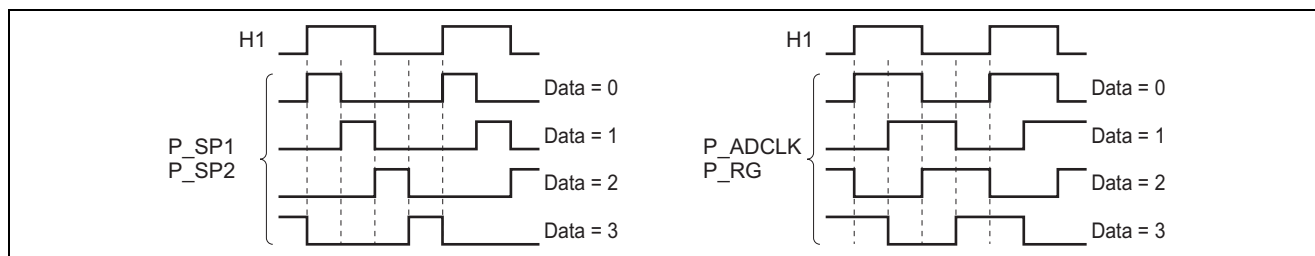 H1
Data = 0
Data = 1
P_SP1
P_SP2
Data = 2
Data = 3
H1
Data = 0
Data = 1
P_ADCLK
P_RG
Data = 2
Data = 3